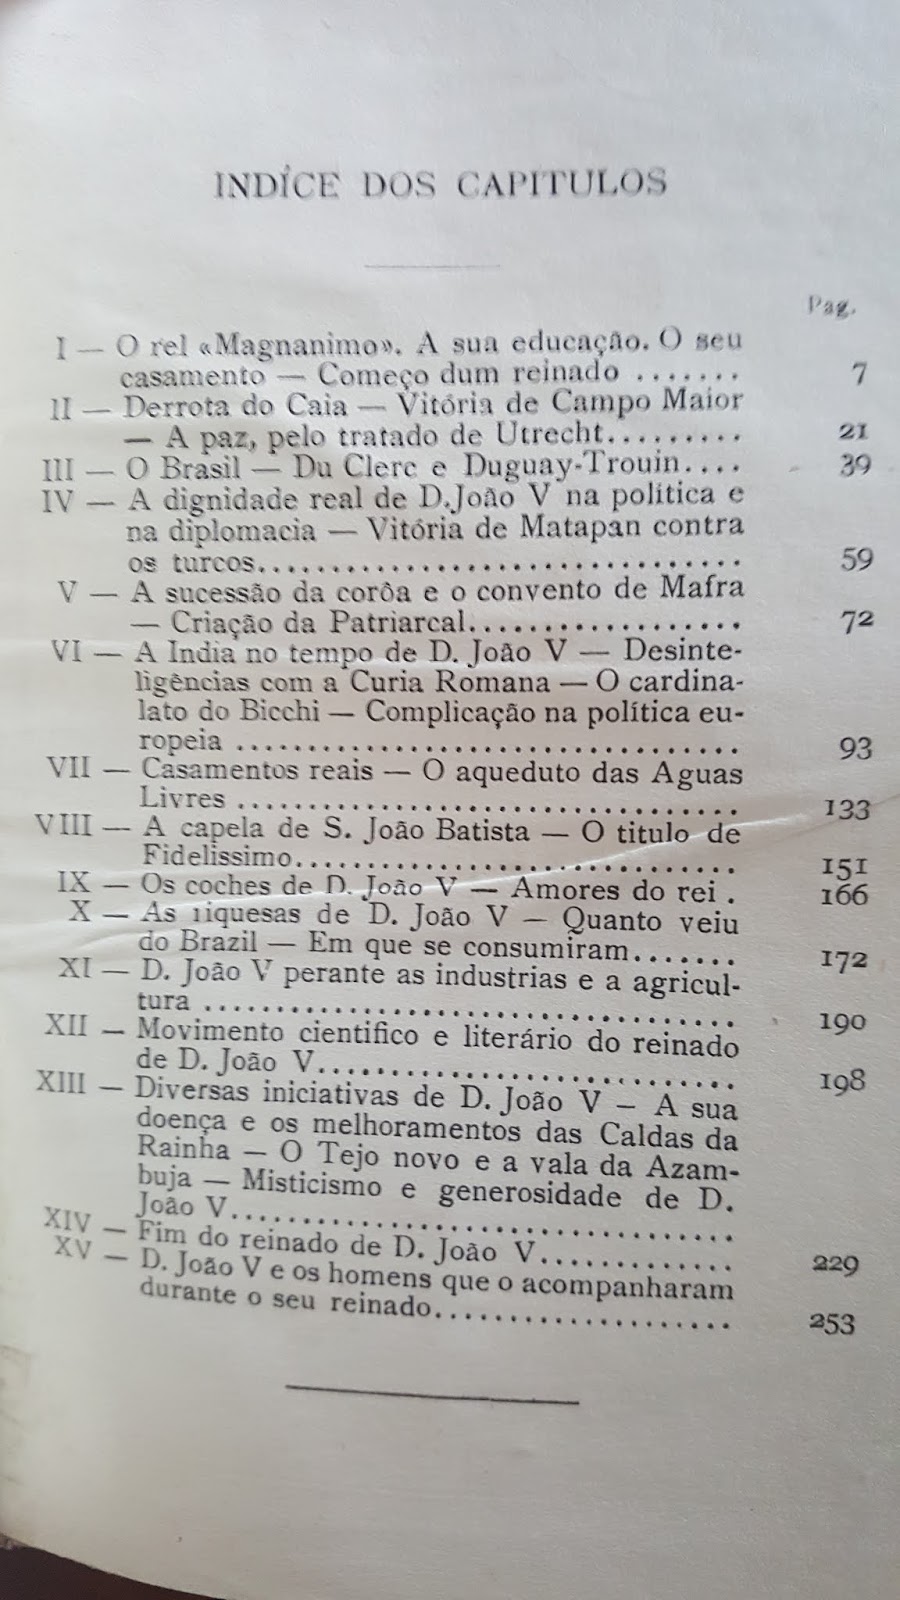 INDÍCE DOS CAPITULOS
Pag.
I — O rei «Magnanimo». A sua educação. O seu
casamento — Começo dum reinado ....... 7
II — Derrota do Caia — Vitória de Campo Maior
— A paz, pelo tratado de Utrecht......... 21
III — O Brasil — Du Clerc e Duguay-Trouin.... 39
IV — A dignidade real de D.João V na política e
na diplomacia — Vitória de Matapan contra
os turcos................................ 59
V — A sucessão da corôa e o convento de Mafra
— Criação da Patriarcal.................. 72
VI — A India no tempo de D. João V — Desinte-
ligências com a Curia Romana — O cardina-
lato do Bicchi — Complicação na política eu-
ropeia .................................. 93
VII — Casamentos reais — O aqueduto das Aguas
Livres .................................. 133
VIII — A capela de S. João Batista — O titulo de
Fidelissimo.............................. 151
IX — Os coches de D. João V — Amores do rei . 166
X — As riquesas de D. João V — Quanto veiu
do Brazil — Em que se consumiram....... 172
XI — D. João V perante as industrias e a agricul-
tura .................................... 190
XII — Movimento cientifico e literário do reinado
de D. João V............................. 198
XIII — Diversas iniciativas de D. João V — A sua
doença e os melhoramentos das Caldas da
Rainha — O Tejo novo e a vala da Azam-
buja — Misticismo e generosidade de D.
João V..................................
XIV — Fim do reinado de D. João V............. 229
XV — D. João V e os homens que o acompanharam
durante o seu reinado.................... 253